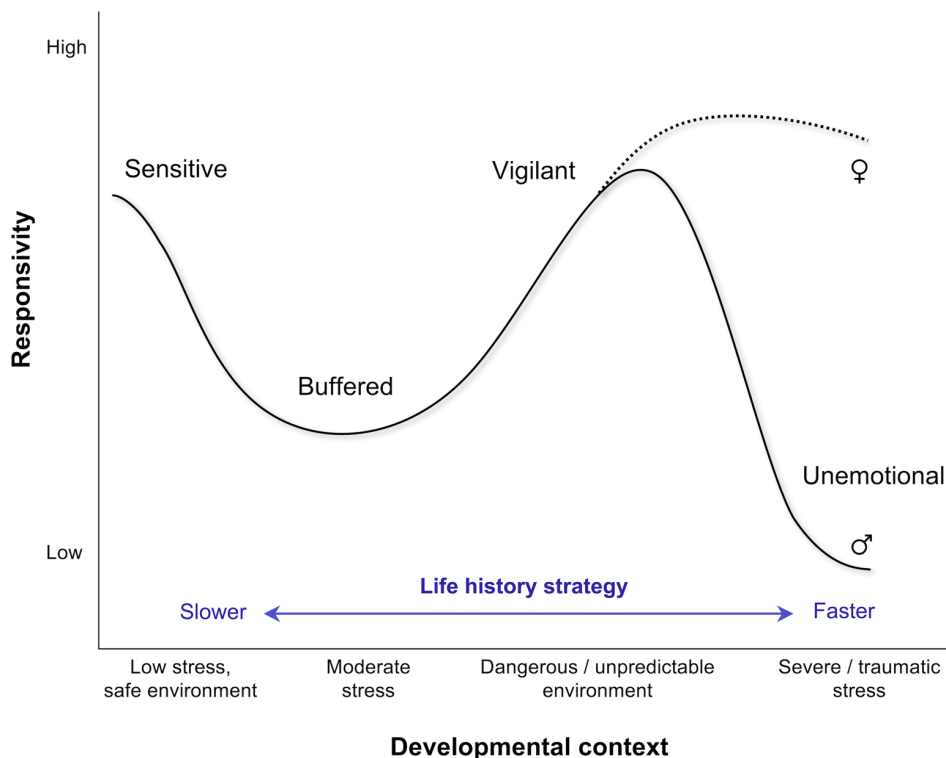 High
Sensitive
Vigilant
♀
Responsivity
Buffered
Unemotional
Low
♂
Life history strategy
Slower
Faster
Low stress,
safe environment
Moderate
stress
Dangerous / unpredictable
environment
Severe / traumatic
stress
Developmental context